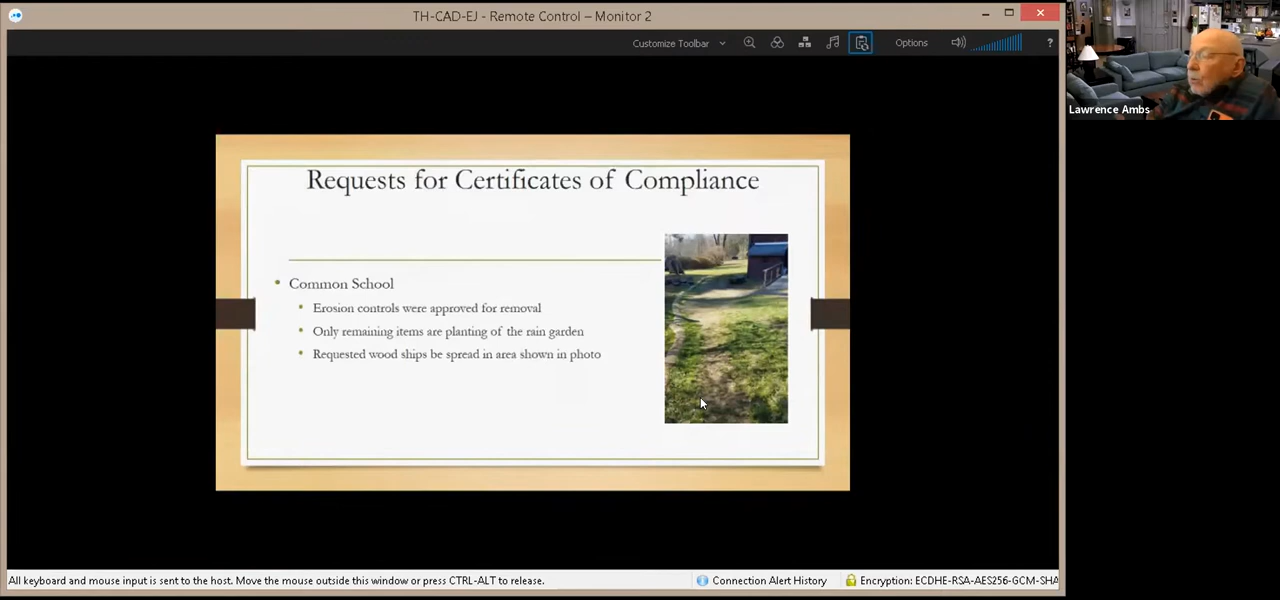 TH-CAD-EJ - Remote Control – Monitor 2
Customize Toolbar
Options
?
Lawrence Ambs
Requests for Certificates of Compliance
• Common School
• Erosion controls were approved for removal
• Only remaining items are planting of the rain garden
• Requested wood ships be spread in area shown in photo
All keyboard and mouse input is sent to the host. Move the mouse outside this window or press CTRL-ALT to release.
Connection Alert History
Encryption: ECDHE-RSA-AES256-GCM-SHA